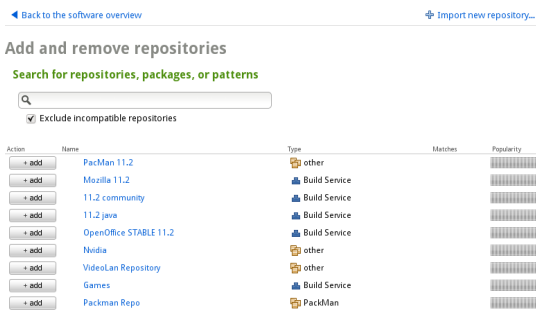 Back to the software overview Import new repository...
Add and remove repositories
Search for repositories, packages, or patterns
Exclude incompatible repositories
Action Name Type Matches Popularity
+ add PacMan 11.2 other
+ add Mozilla 11.2 Build Service
+ add 11.2 community Build Service
+ add 11.2 java Build Service
+ add OpenOffice STABLE 11.2 Build Service
+ add Nvidia other
+ add VideoLan Repository other
+ add Games Build Service
+ add Packman Repo PackMan